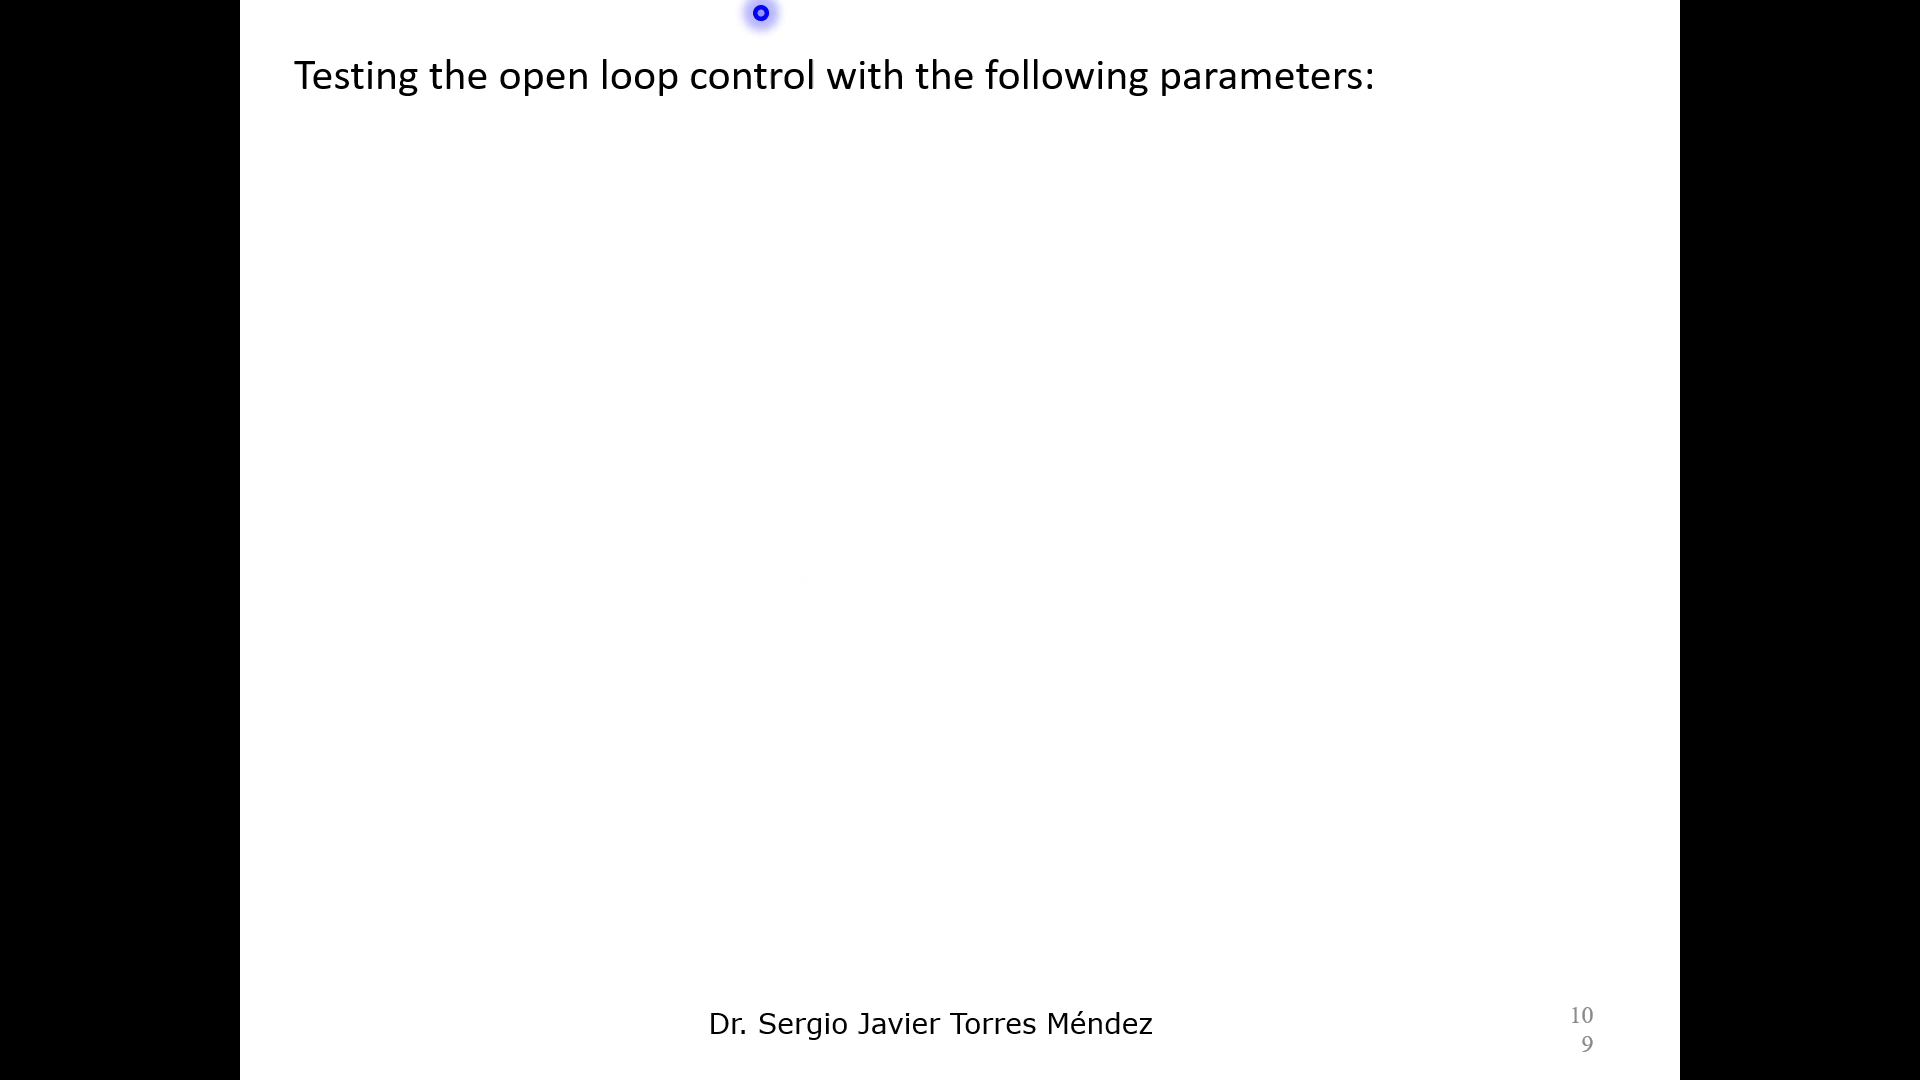 Testing the open loop control with the following parameters:
Dr. Sergio Javier Torres Méndez
10
9